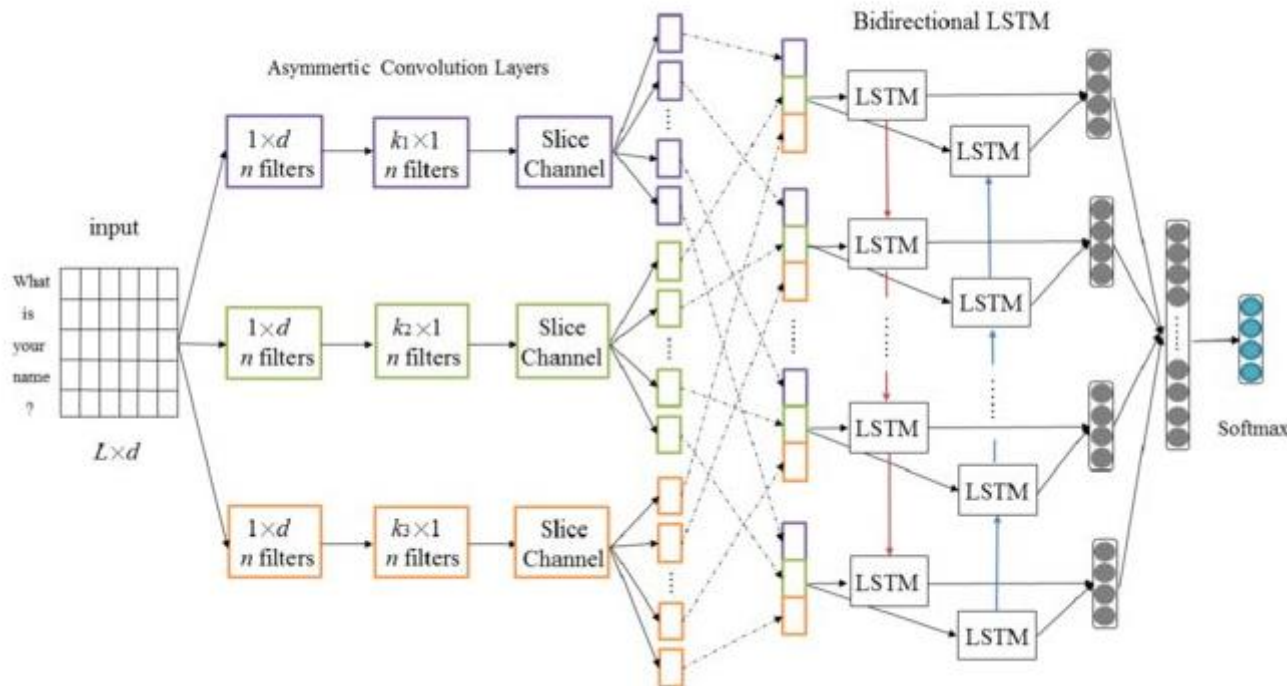 Bidirectional LSTM
Asymmertic Convolution Layers
1×d
n filters
k1×1
n filters
Slice
Channel
LSTM
LSTM
input
What
is
your
name
?
L×d
1×d
n filters
k2×1
n filters
Slice
Channel
LSTM
LSTM
1×d
n filters
k3×1
n filters
Slice
Channel
LSTM
LSTM
LSTM
LSTM
Softmax